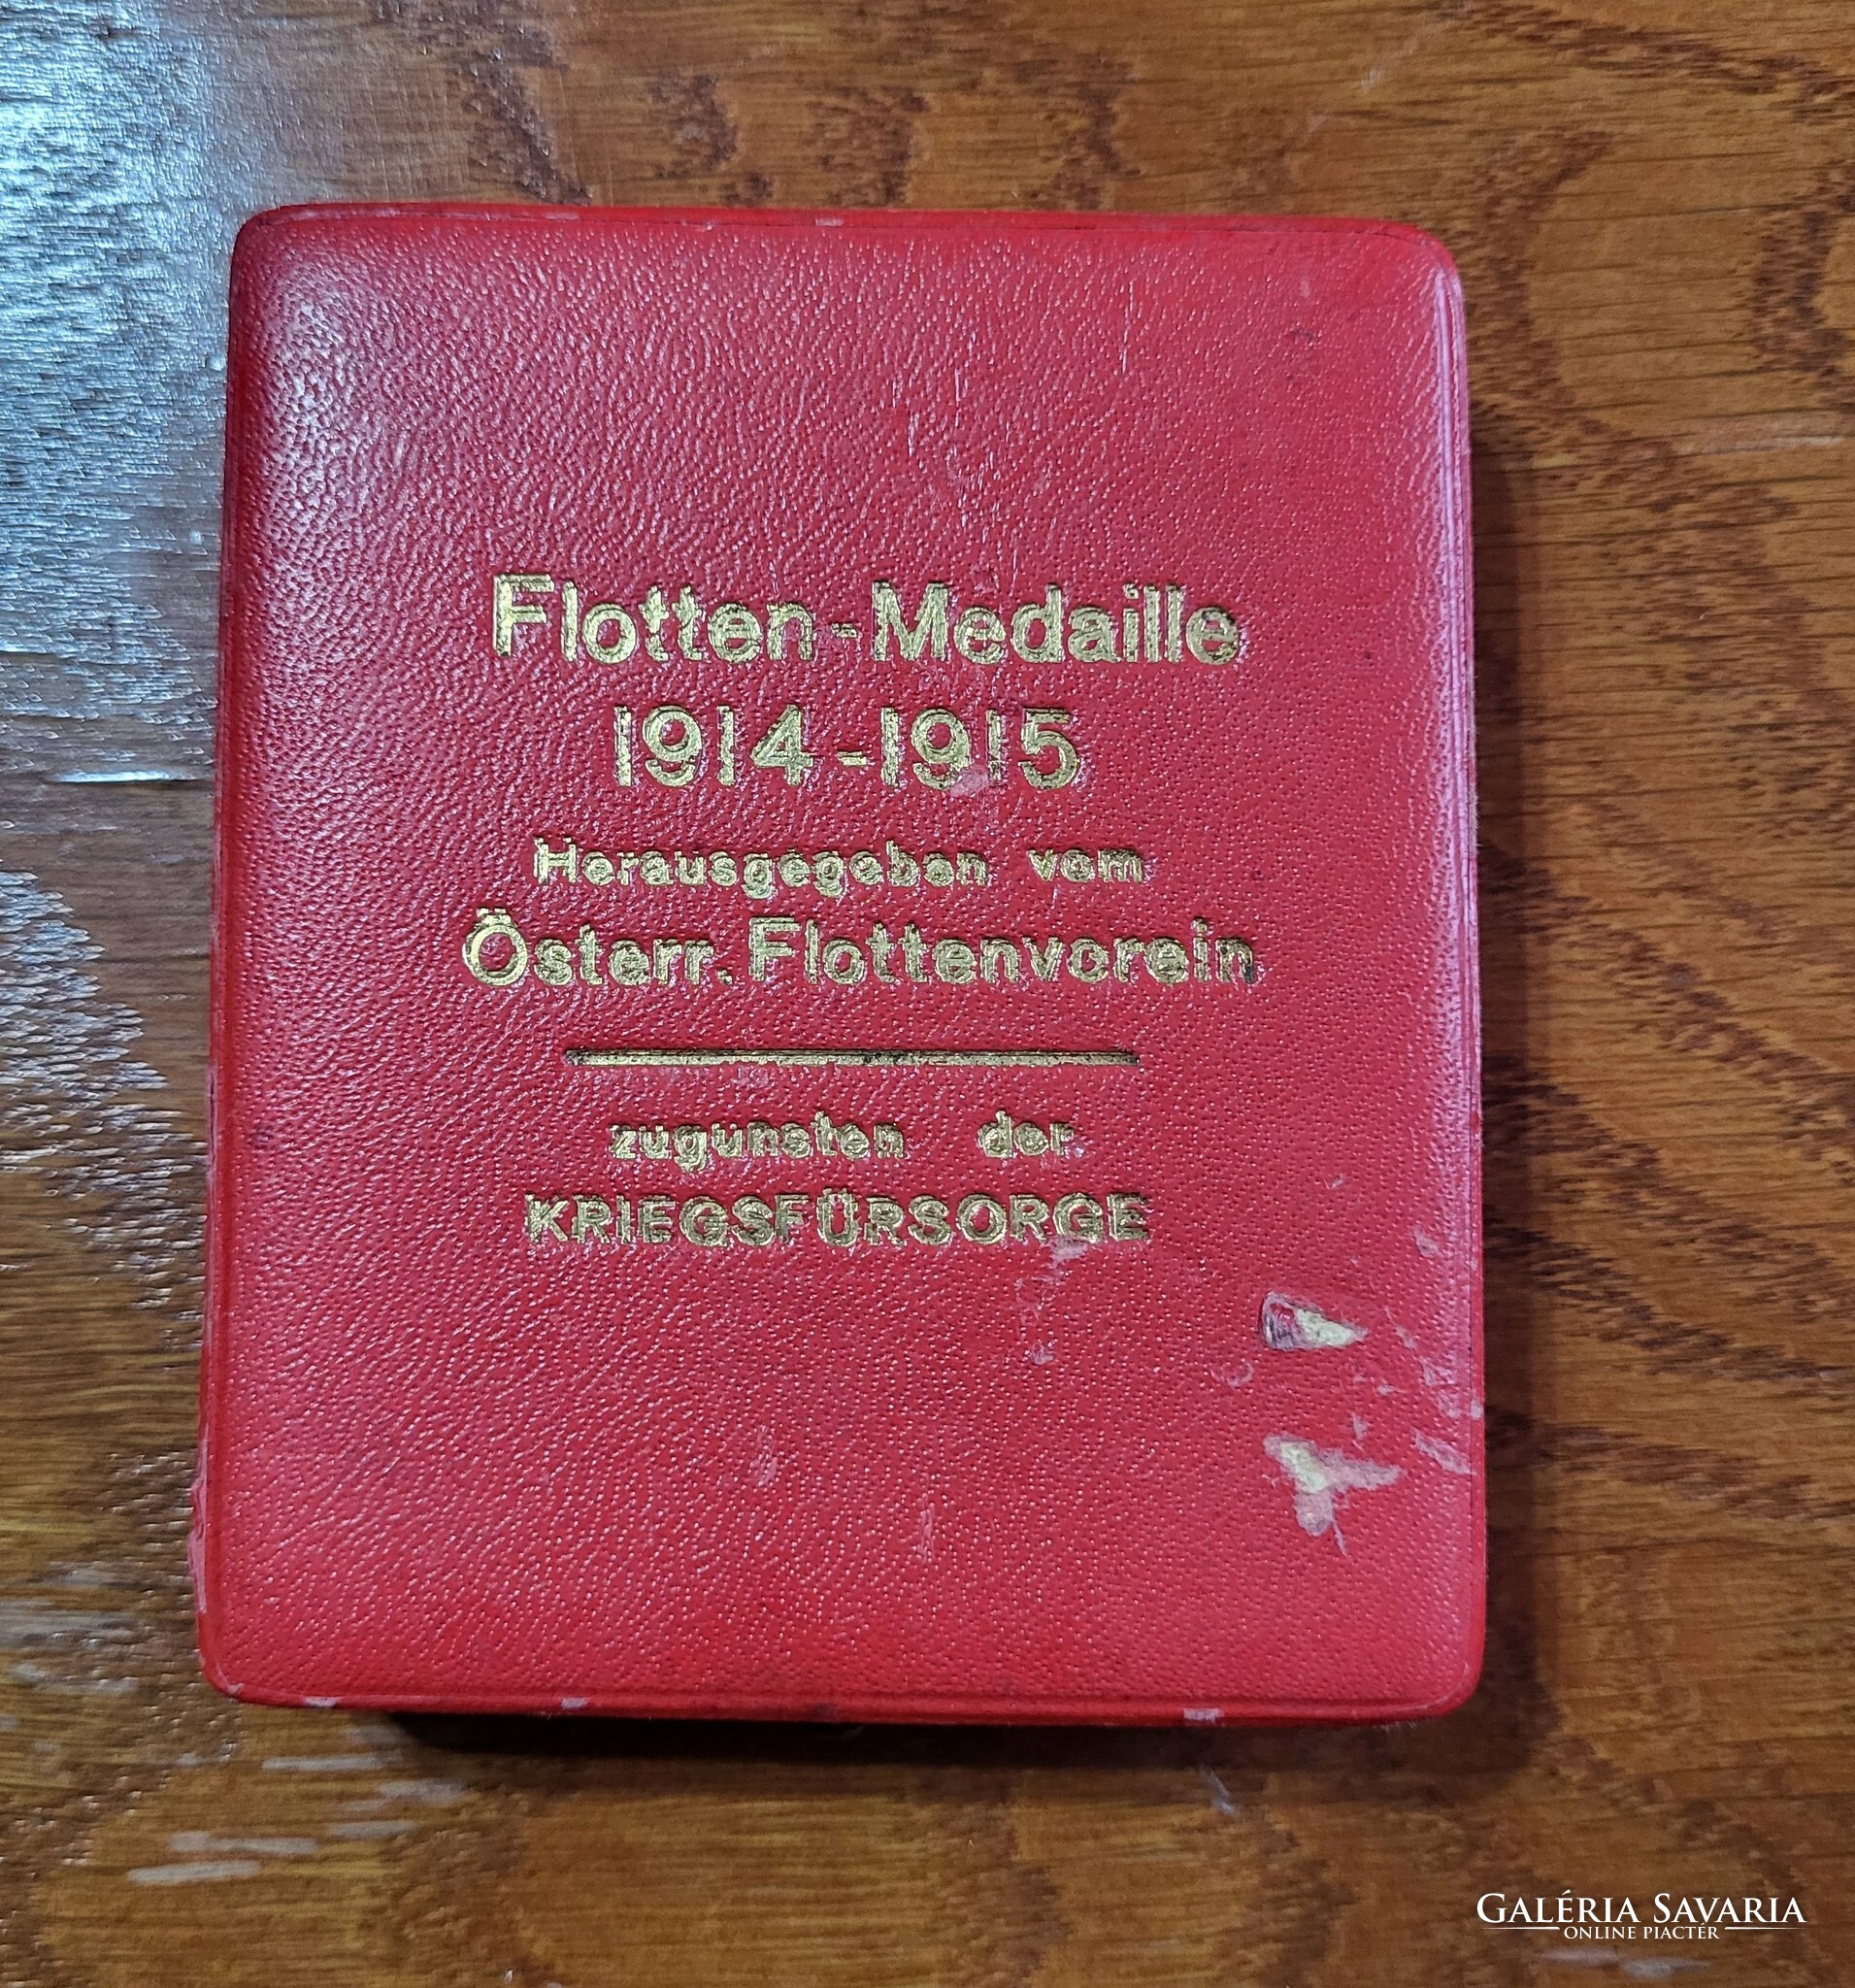 Flotten-Medaille
1914-1915
Herausgegeben vom
Österr. Flottenverein
zugunsten der
KRIEGSFÜRSORGE
GALÉRIA SAVARIA
ONLINE PIACTÉR